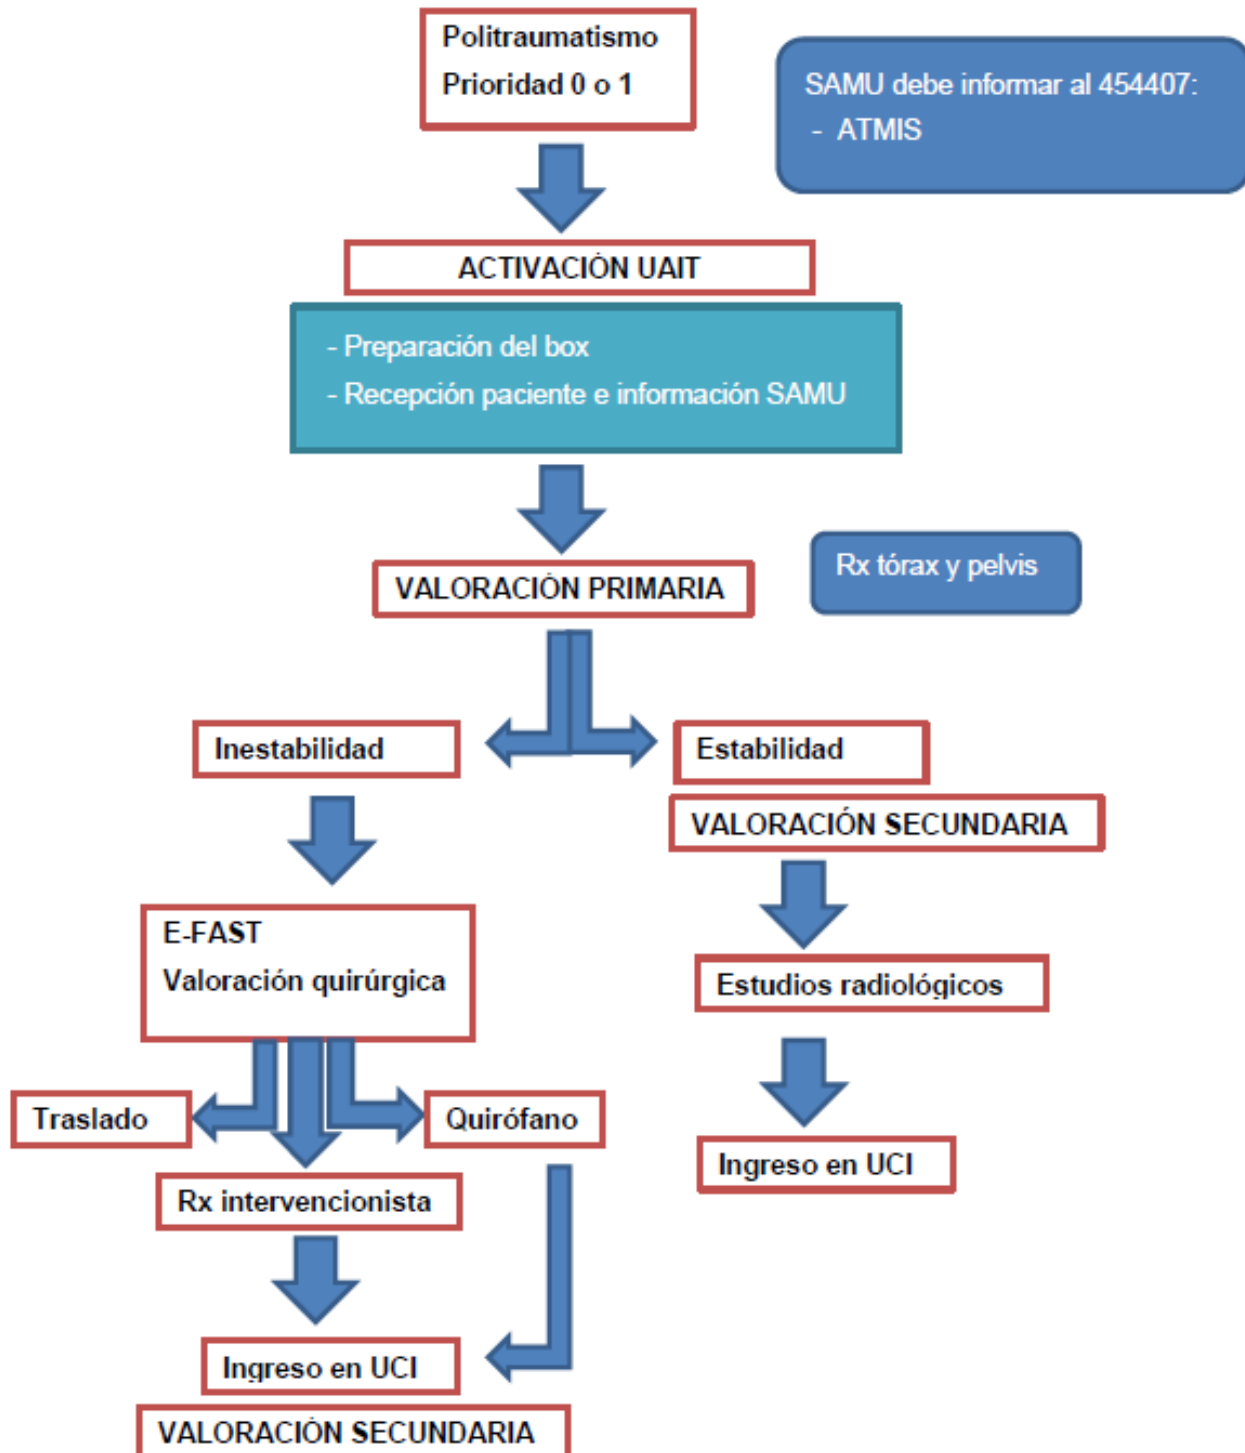 Politraumatismo
Prioridad 0 o 1
SAMU debe informar al 454407:
- ATMIS
ACTIVACIÓN UAIT
- Preparación del box
- Recepción paciente e información SAMU
VALORACIÓN PRIMARIA
Rx tórax y pelvis
Inestabilidad
Estabilidad
VALORACIÓN SECUNDARIA
E-FAST
Valoración quirúrgica
Estudios radiológicos
Traslado
Quirófano
Rx intervencionista
Ingreso en UCI
Ingreso en UCI
VALORACIÓN SECUNDARIA